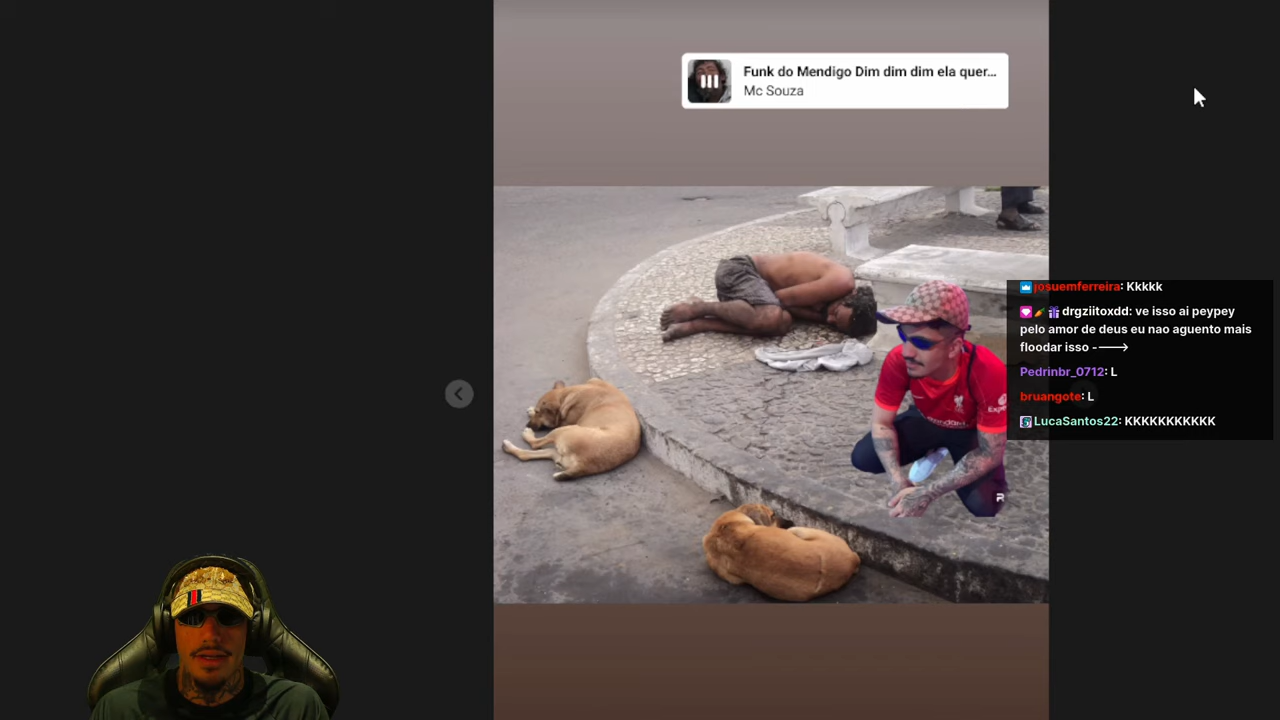 Funk do Mendigo Dim dim dim ela quer...
Mc Souza
josuemferreira: Kkkkk
drgziitoxdd: ve isso ai peypey
pelo amor de deus eu nao aguento mais
floodar isso ---->
Pedrinbr_0712: L
bruangote: L
LucaSantos22: KKKKKKKKKKK